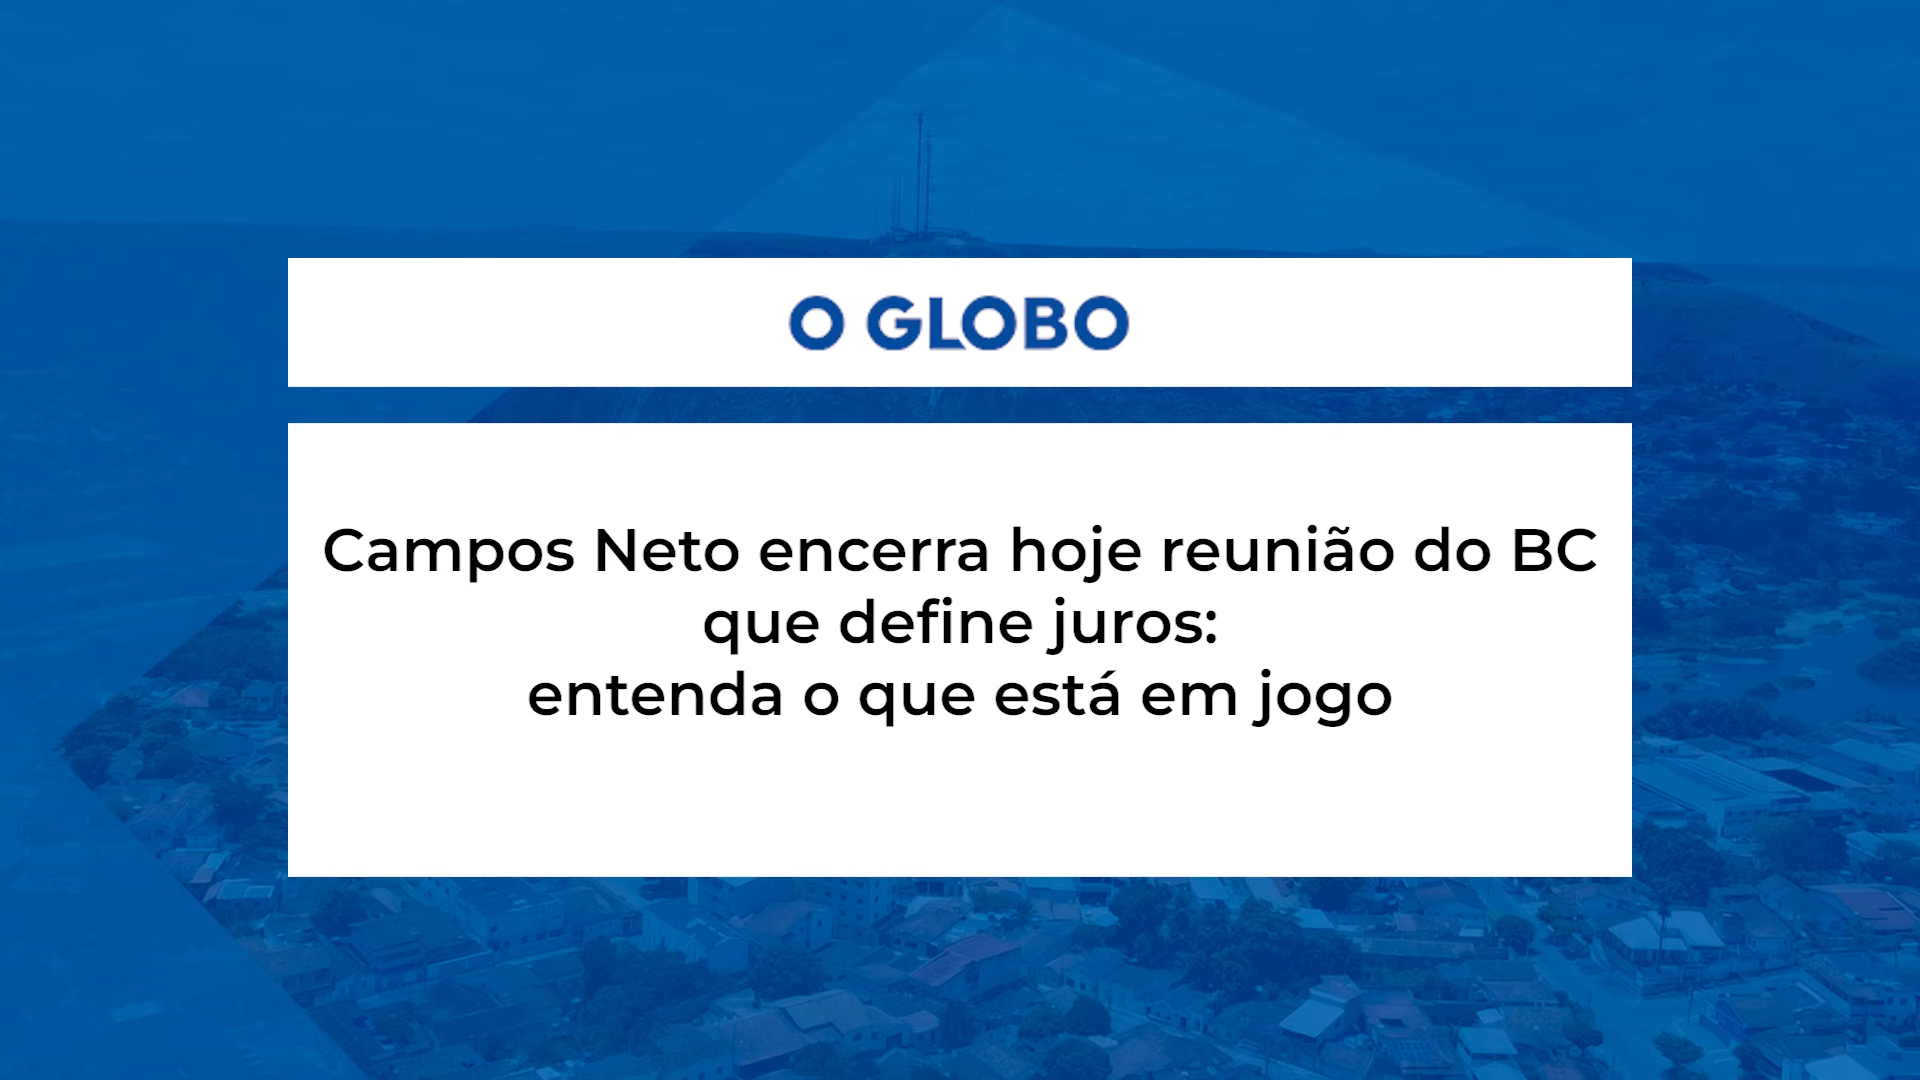 O GLOBO
Campos Neto encerra hoje reunião do BC
que define juros:
entenda o que está em jogo